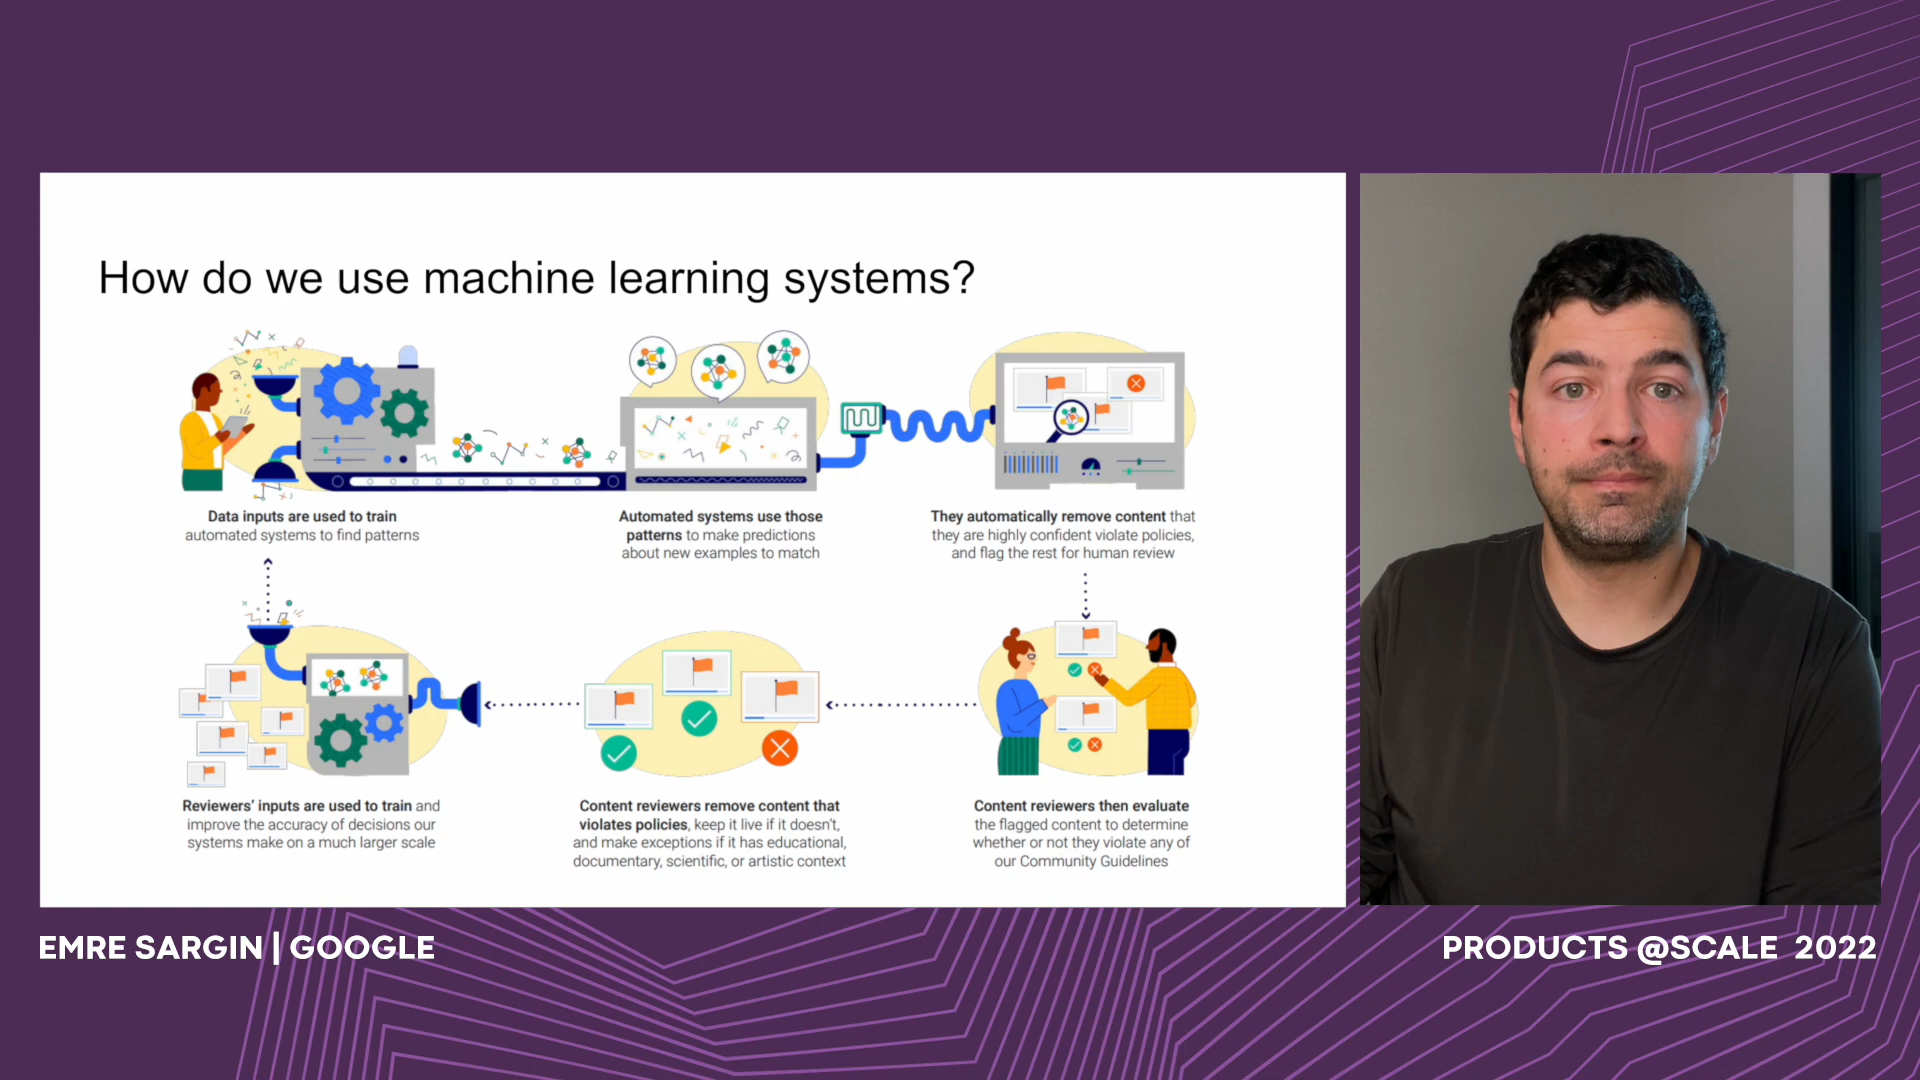 How do we use machine learning systems?
Data inputs are used to train
automated systems to find patterns
Automated systems use those
patterns to make predictions
about new examples to match
They automatically remove content that
they are highly confident violate policies,
and flag the rest for human review
Reviewers' inputs are used to train and
improve the accuracy of decisions our
systems make on a much larger scale
Content reviewers remove content that
violates policies, keep it live if it doesn't,
and make exceptions if it has educational,
documentary, scientific, or artistic context
Content reviewers then evaluate
the flagged content to determine
whether or not they violate any of
our Community Guidelines
EMRE SARGIN | GOOGLE
PRODUCTS @SCALE 2022